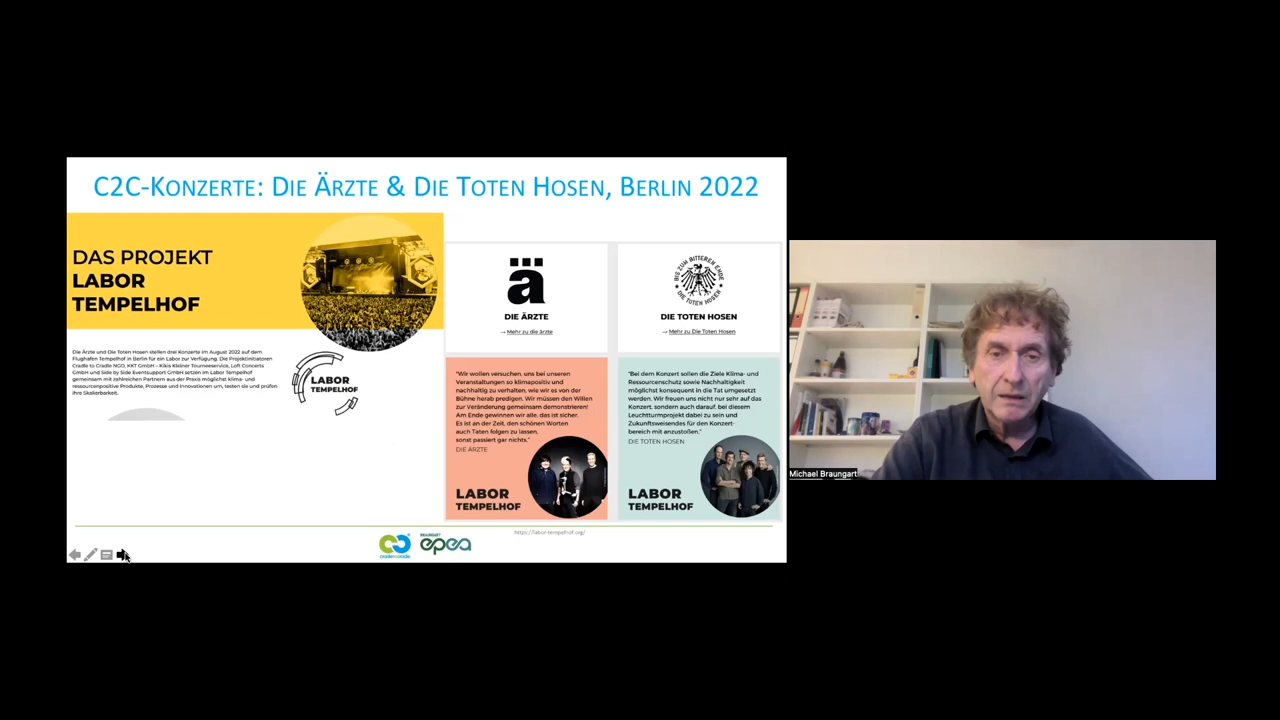 C2C-Konzerte: Die Ärzte & Die Toten Hosen, Berlin 2022
DAS PROJEKT
LABOR
TEMPELHOF
Die Ärzte und Die Toten Hosen stellen drei Konzerte im August 2022 auf dem
Flughafen Tempelhof in Berlin für ein Labor zur Verfügung. Die Projektinitiatoren
Cradle to Cradle NGO, KKT GmbH – Kikis Kleiner Tourneeservice, Loft Concerts
GmbH und Side by Side Eventsupport GmbH setzen im Labor Tempelhof
gemeinsam mit zahlreichen Partnern aus der Praxis möglichst klima- und
ressourcenpositive Produkte, Prozesse und Innovationen um, testen sie und prüfen
ihre Skalierbarkeit.
LABOR
TEMPELHOF
ä
DIE ÄRZTE
→ Mehr zu die ärzte
BIS ZUM BITTEREN ENDE
DIE TOTEN HOSEN
DIE TOTEN HOSEN
→ Mehr zu Die Toten Hosen
"Wir wollen versuchen, uns bei unseren
Veranstaltungen so klimapositiv und
nachhaltig zu verhalten, wie wir es von der
Bühne herab predigen. Wir müssen den Willen
zur Veränderung gemeinsam demonstrieren!
Am Ende gewinnen wir alle, das ist sicher.
Es ist an der Zeit, den schönen Worten
auch Taten folgen zu lassen,
sonst passiert gar nichts."
DIE ÄRZTE
LABOR
TEMPELHOF
"Bei dem Konzert sollen die Ziele Klima- und
Ressourcenschutz sowie Nachhaltigkeit
möglichst konsequent in die Tat umgesetzt
werden. Wir freuen uns nicht nur sehr auf das
Konzert, sondern auch darauf, bei diesem
Leuchtturmprojekt dabei zu sein und
Zukunftsweisendes für den Konzert-
bereich mit anzustoßen."
DIE TOTEN HOSEN
LABOR
TEMPELHOF
https://labor-tempelhof.org/
cradletocradle
BRAUNGART
epea
Michael Braungart